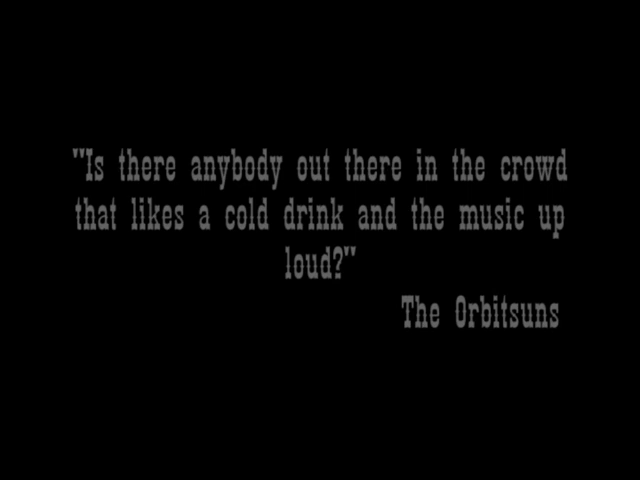 "Is there anybody out there in the crowd
that likes a cold drink and the music up
loud?"
The Orbitsuns